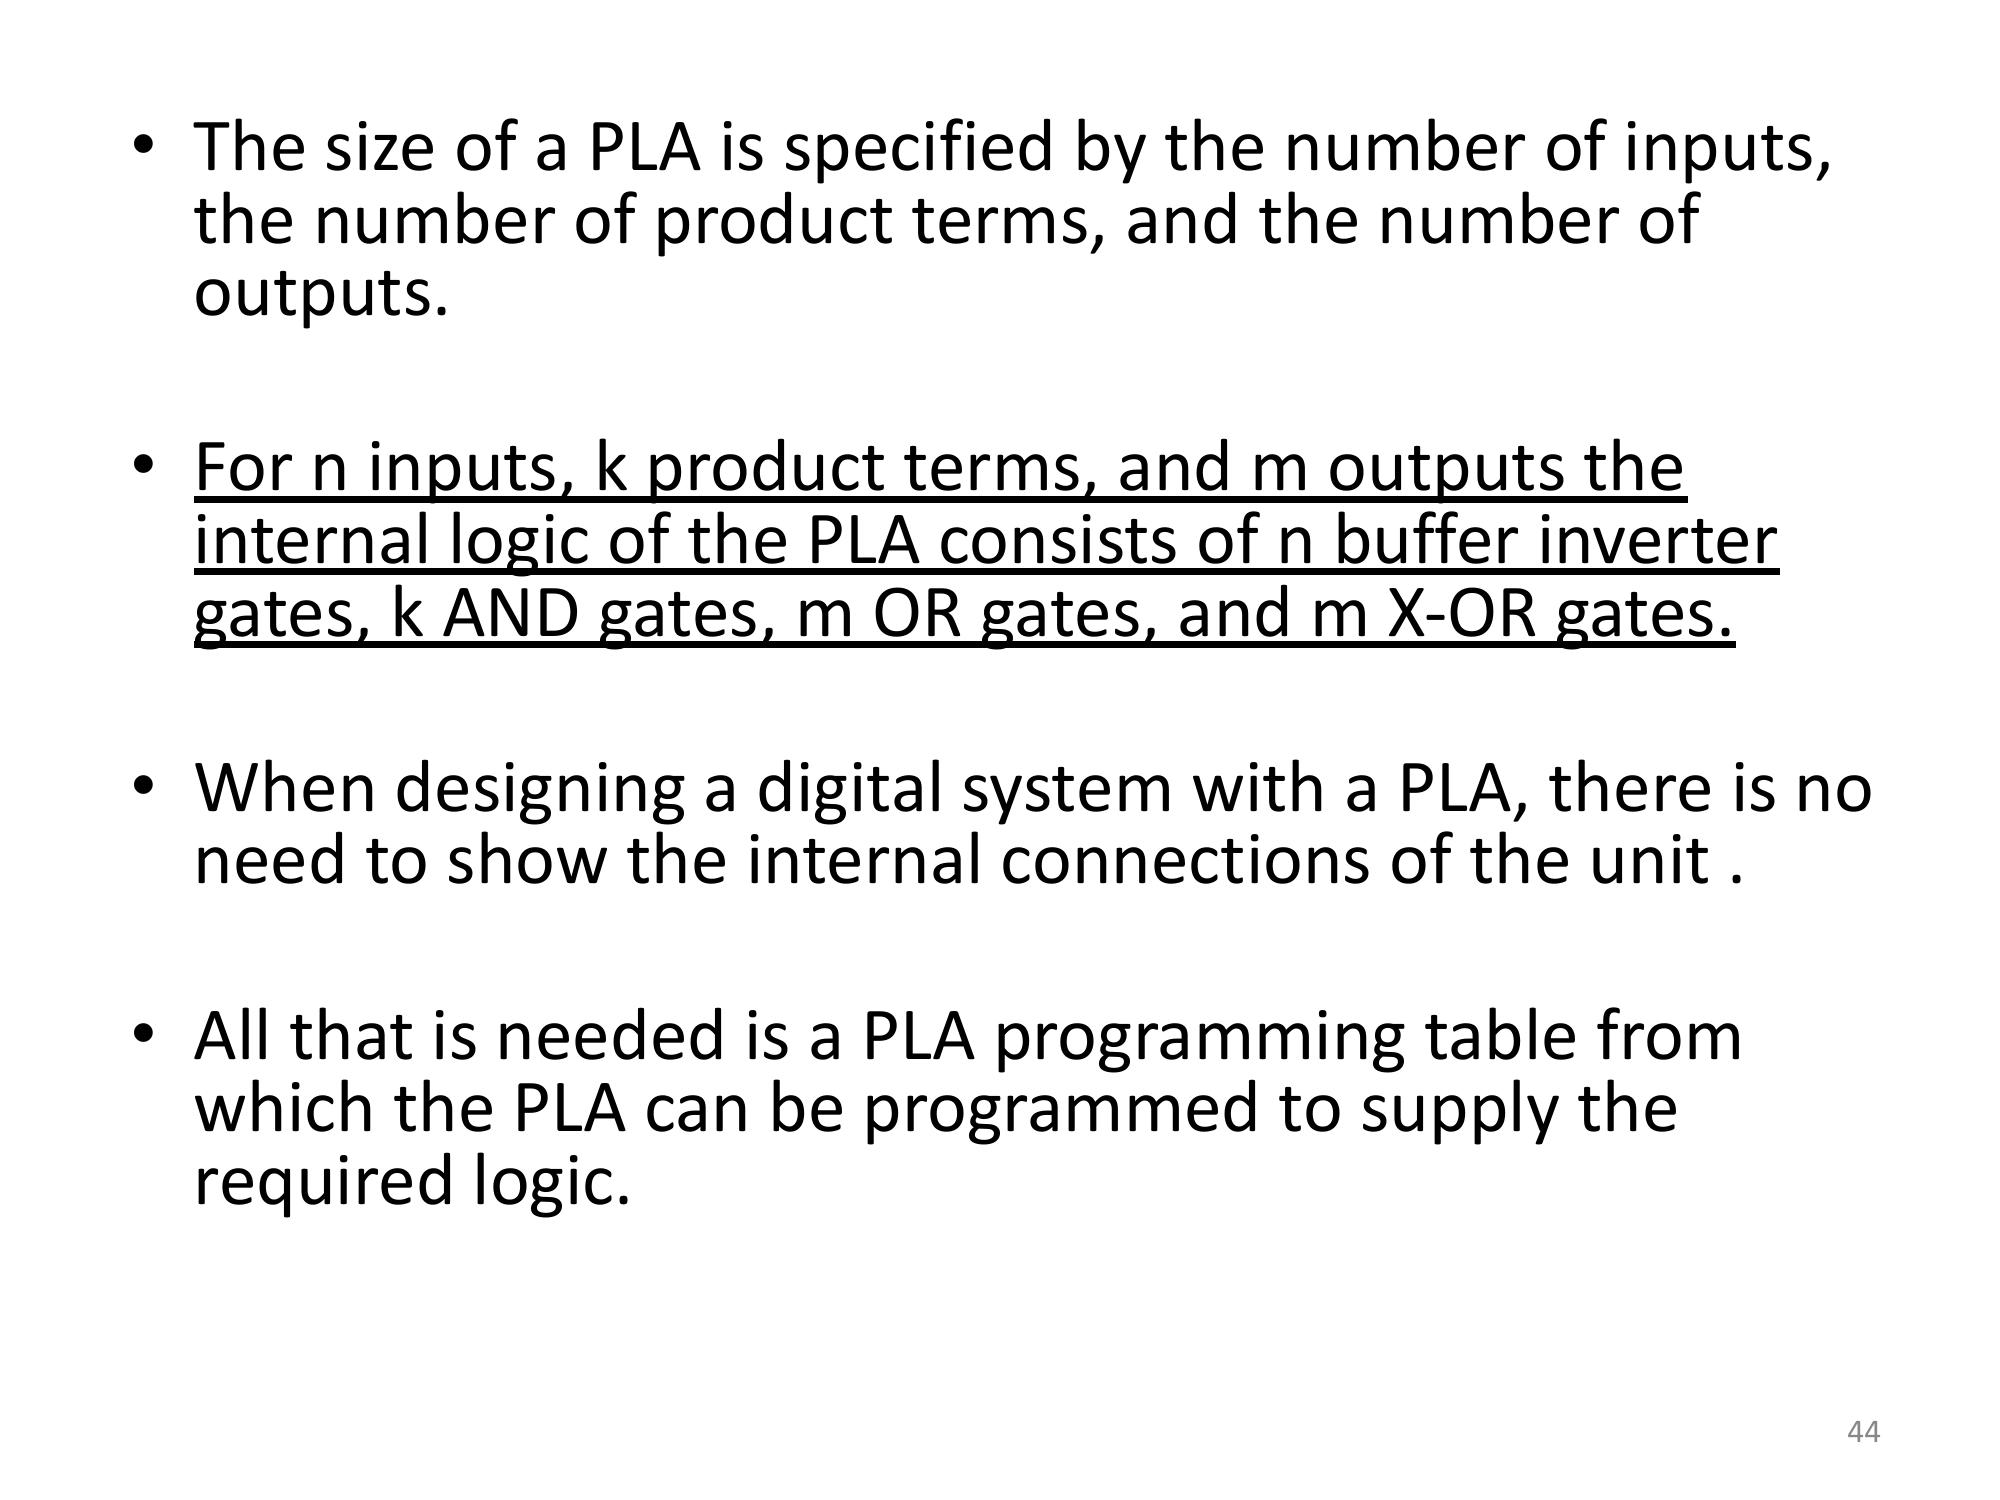 • The size of a PLA is specified by the number of inputs,
the number of product terms, and the number of
outputs.
• For n inputs, k product terms, and m outputs the
internal logic of the PLA consists of n buffer inverter
gates, k AND gates, m OR gates, and m X-OR gates.
• When designing a digital system with a PLA, there is no
need to show the internal connections of the unit .
• All that is needed is a PLA programming table from
which the PLA can be programmed to supply the
required logic.
44